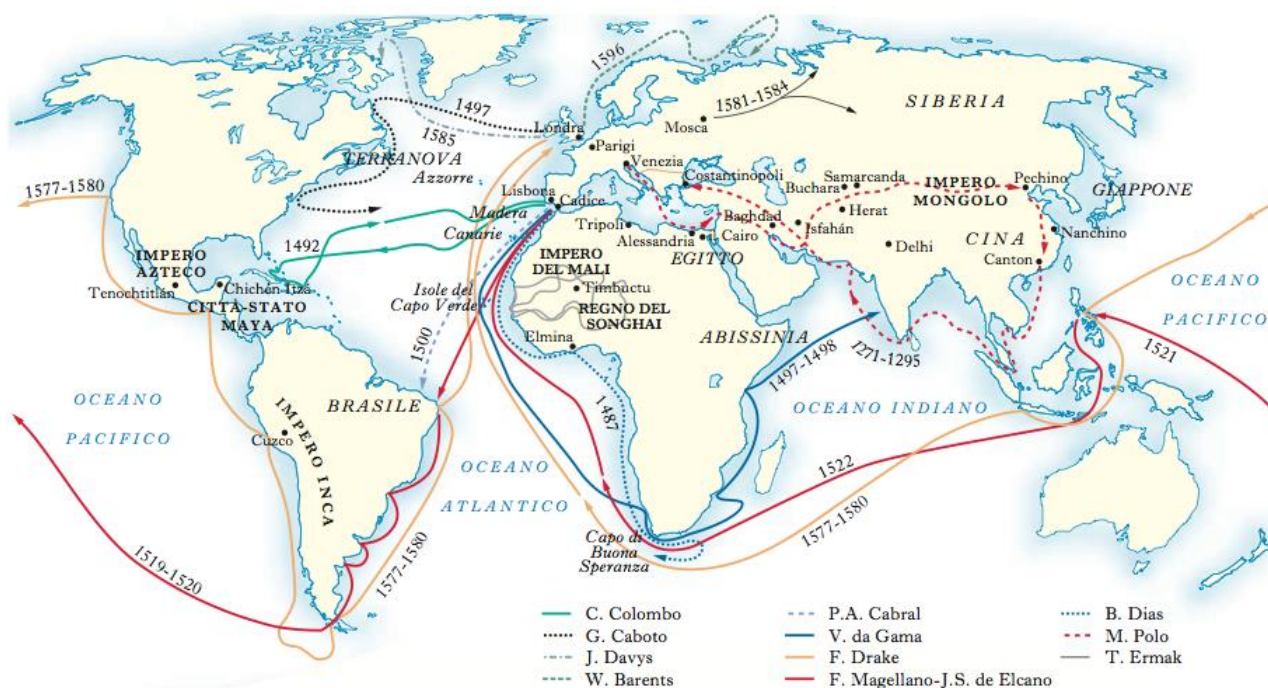 1596
1497
1585
1581-1584
SIBERIA
Londra
Mosca
Parigi
TERRANOVA
Azzorre
Venezia
Costantinopoli
Samarcanda
Buchara
IMPERO
MONGOLO
Pechino
GIAPPONE
1577-1580
Lisbona
Cadice
Madera
Canarie
Tripoli
Baghdad
Herat
Isfahán
Alessandria
Il Cairo
EGITTO
Delhi
CINA
Nanchino
Canton
1492
IMPERO
AZTECO
Tenochtitlán
Chichén Itzá
CITTÀ-STATO
MAYA
IMPERO
DEL MALI
Timbuctu
REGNO DEL
SONGHAI
Isole del
Capo Verde
Elmina
ABISSINIA
OCEANO
PACIFICO
1500
1271-1295
1497-1498
1521
OCEANO
PACIFICO
BRASILE
1487
OCEANO INDIANO
Cuzco
IMPERO INCA
OCEANO
ATLANTICO
1522
1577-1580
1519-1520
1577-1580
Capo di
Buona
Speranza
C. Colombo
G. Caboto
J. Davys
W. Barents
P.A. Cabral
V. da Gama
F. Drake
F. Magellano-J.S. de Elcano
B. Dias
M. Polo
T. Ermak